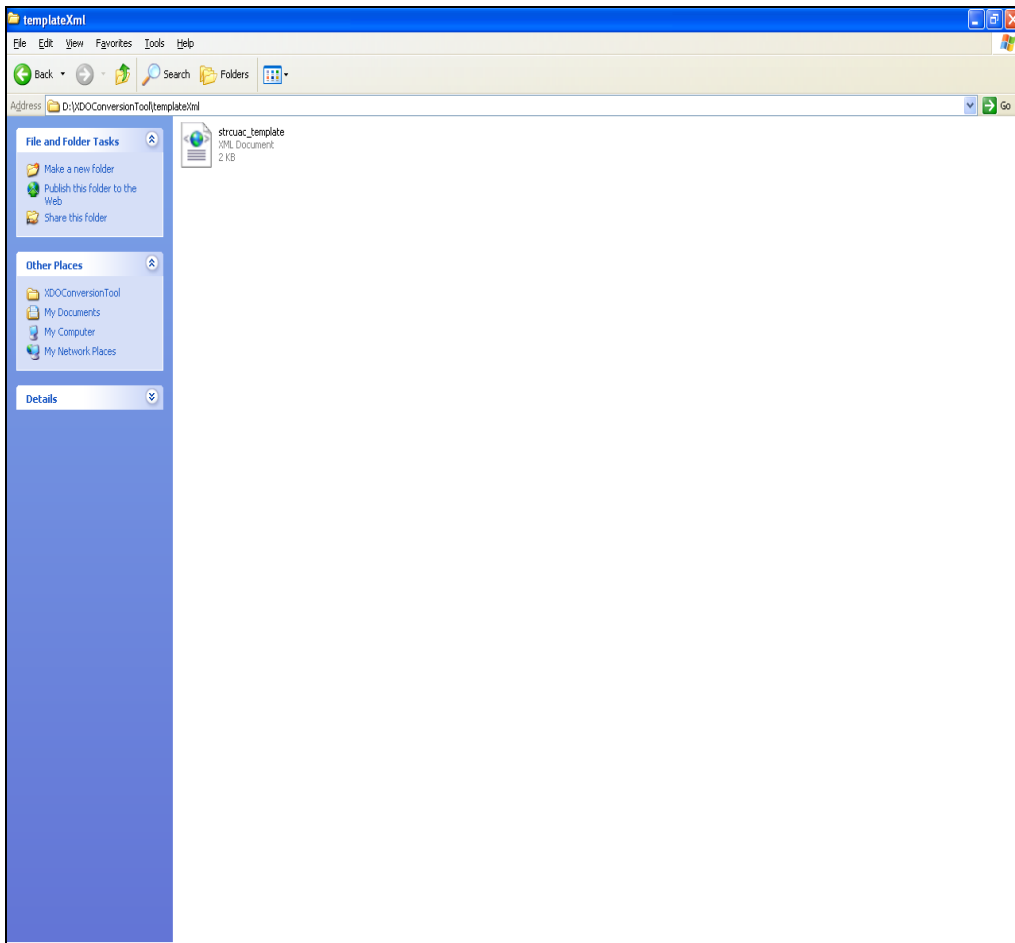 templateXml
File Edit View Favorites Tools Help
Back Search Folders
Address D:\XDOConversionTool\templateXml Go
File and Folder Tasks
Make a new folder
Publish this folder to the
Web
Share this folder
Other Places
XDOConversionTool
My Documents
My Computer
My Network Places
Details
strcuac_template
XML Document
2 KB